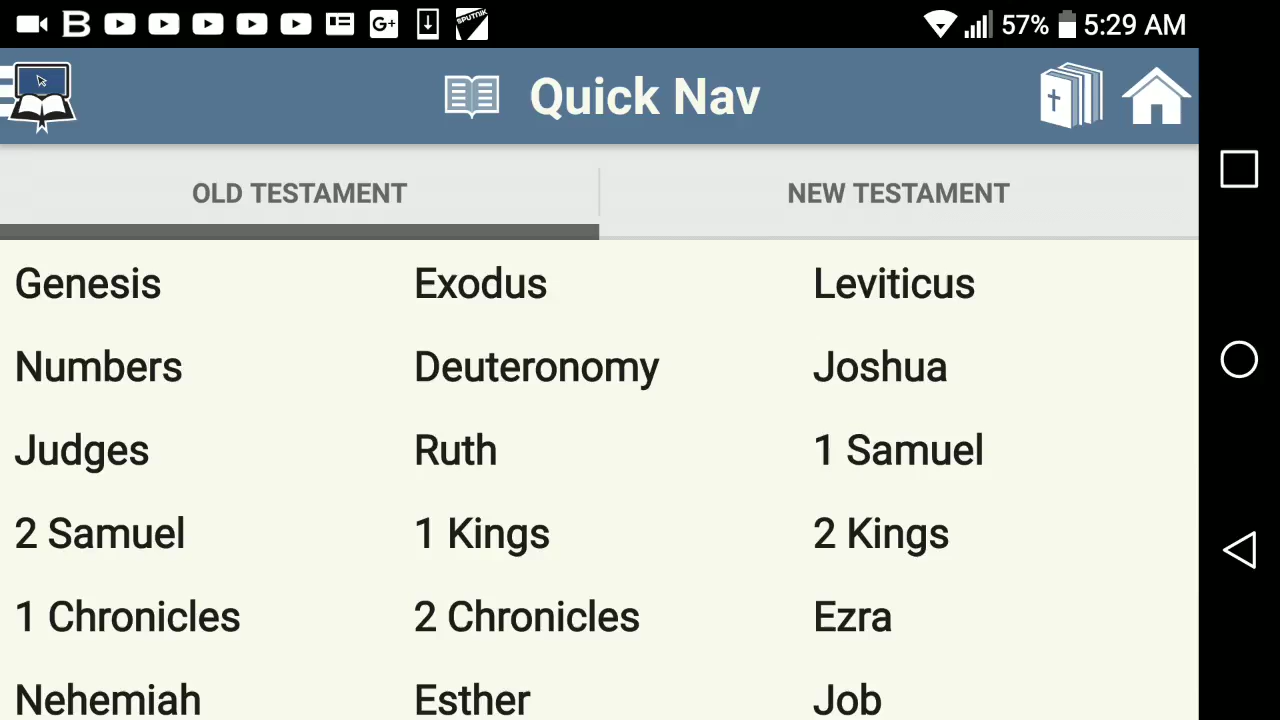 B G+ SPUTNIK 57% 5:29 AM
Quick Nav
OLD TESTAMENT NEW TESTAMENT
Genesis Exodus Leviticus
Numbers Deuteronomy Joshua
Judges Ruth 1 Samuel
2 Samuel 1 Kings 2 Kings
1 Chronicles 2 Chronicles Ezra
Nehemiah Esther Job